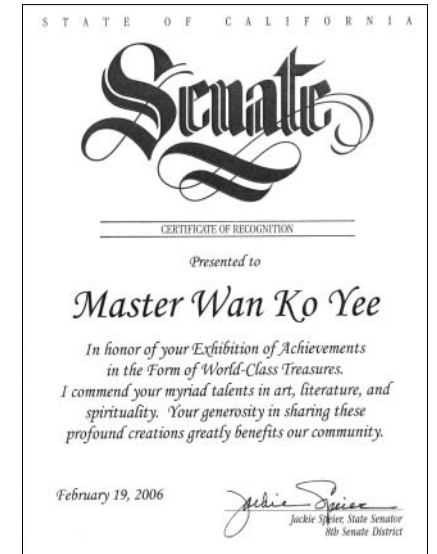 STATE OF CALIFORNIA
Senate
CERTIFICATE OF RECOGNITION
Presented to
Master Wan Ko Yee
In honor of your Exhibition of Achievements
in the Form of World-Class Treasures.
I commend your myriad talents in art, literature, and
spirituality. Your generosity in sharing these
profound creations greatly benefits our community.
February 19, 2006
Jackie Speier
Jackie Speier, State Senator
8th Senate District